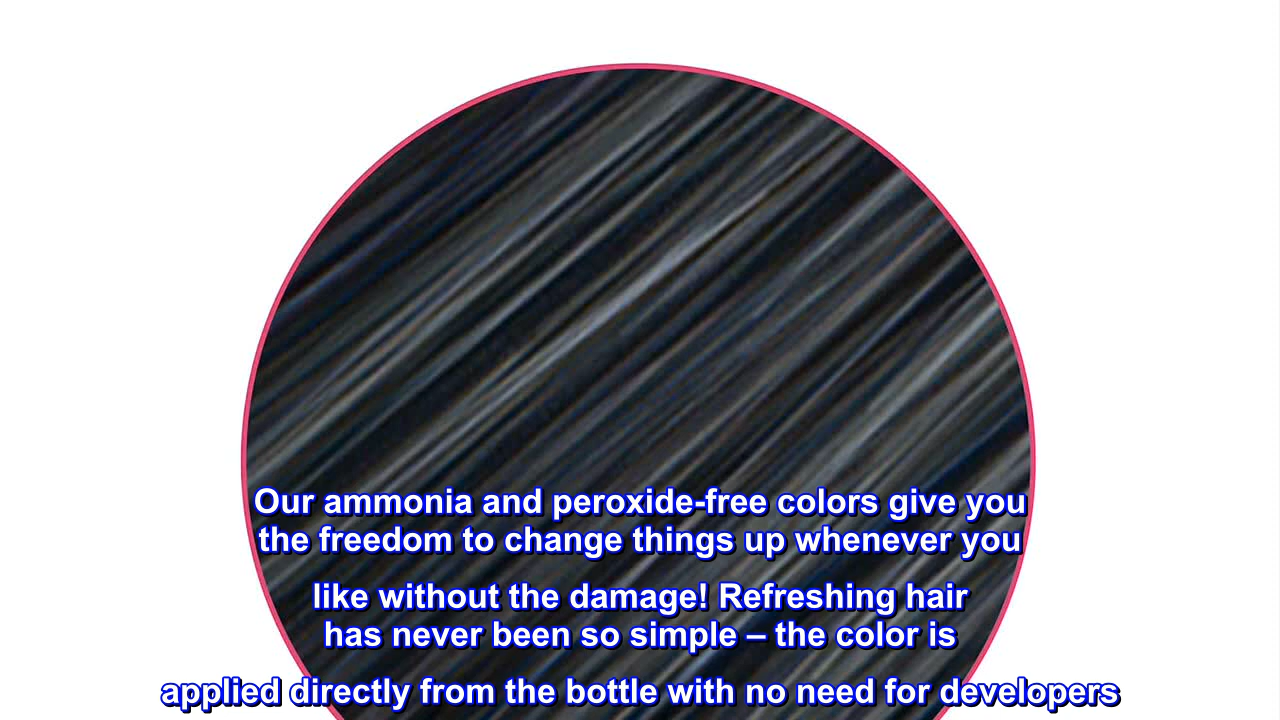 Our ammonia and peroxide-free colors give you
the freedom to change things up whenever you
like without the damage! Refreshing hair
has never been so simple – the color is
applied directly from the bottle with no need for developers